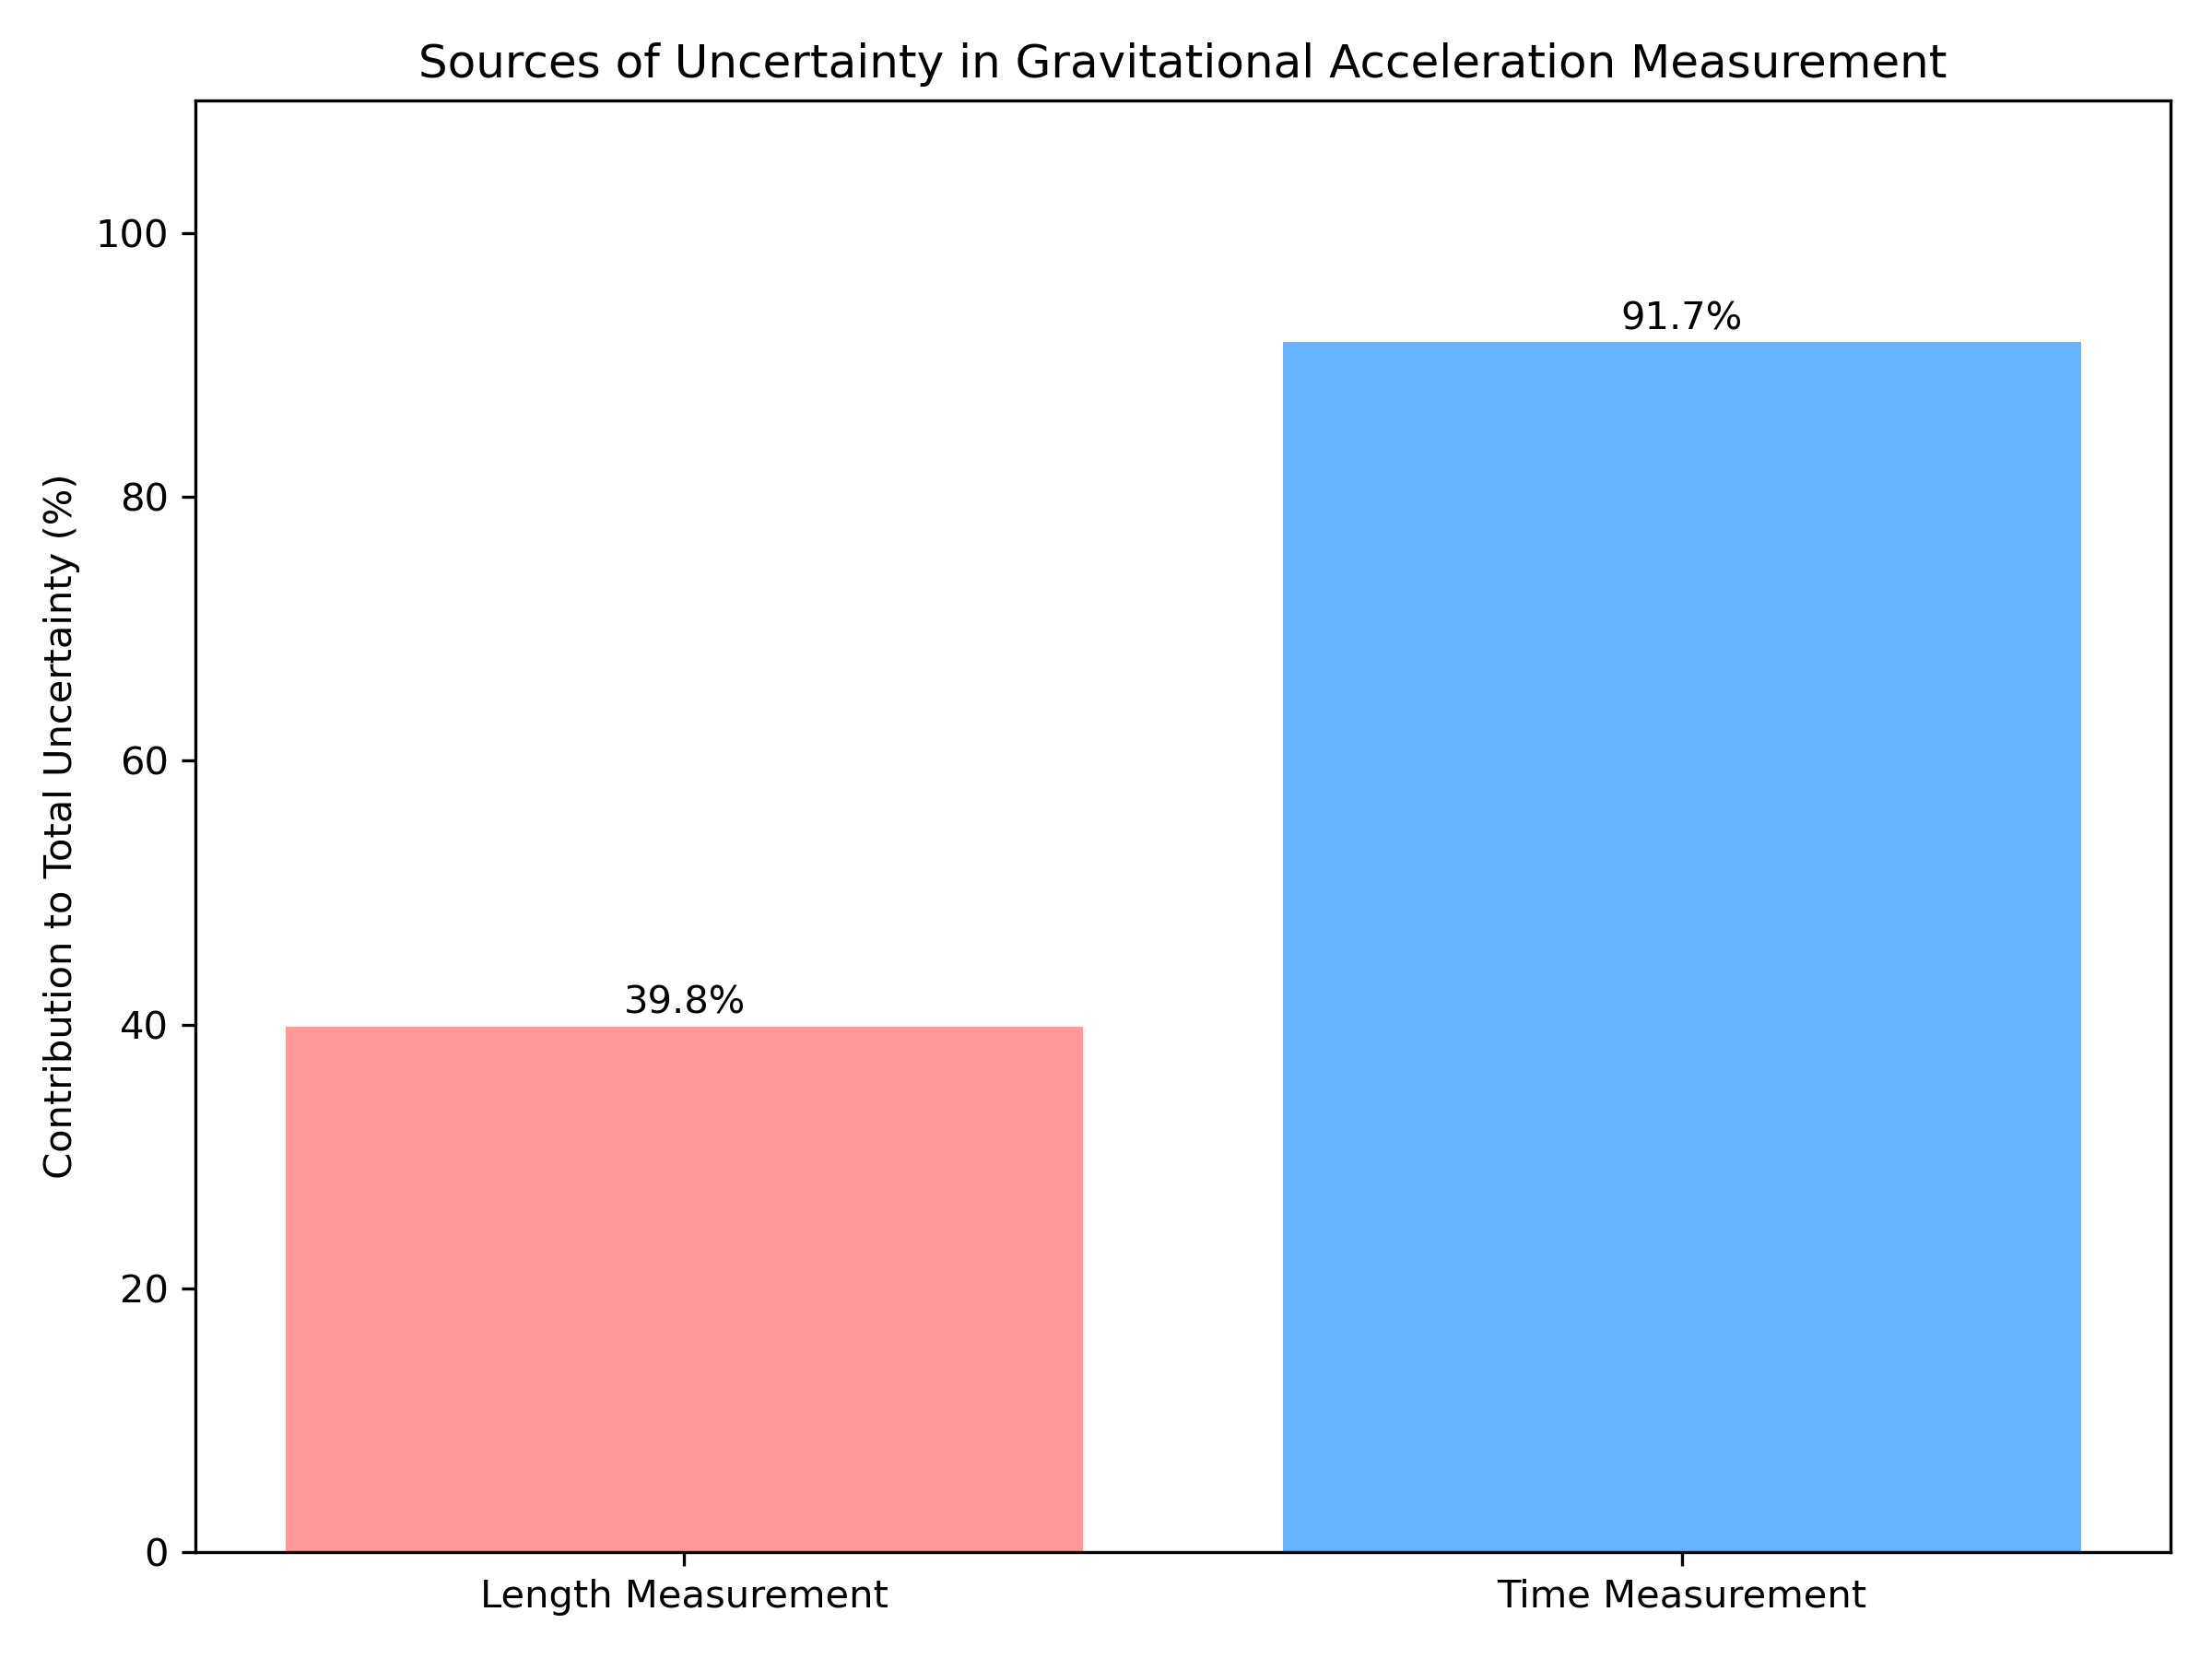 Sources of Uncertainty in Gravitational Acceleration Measurement
Contribution to Total Uncertainty (%)
100
80
60
40
20
0
39.8%
91.7%
Length Measurement
Time Measurement